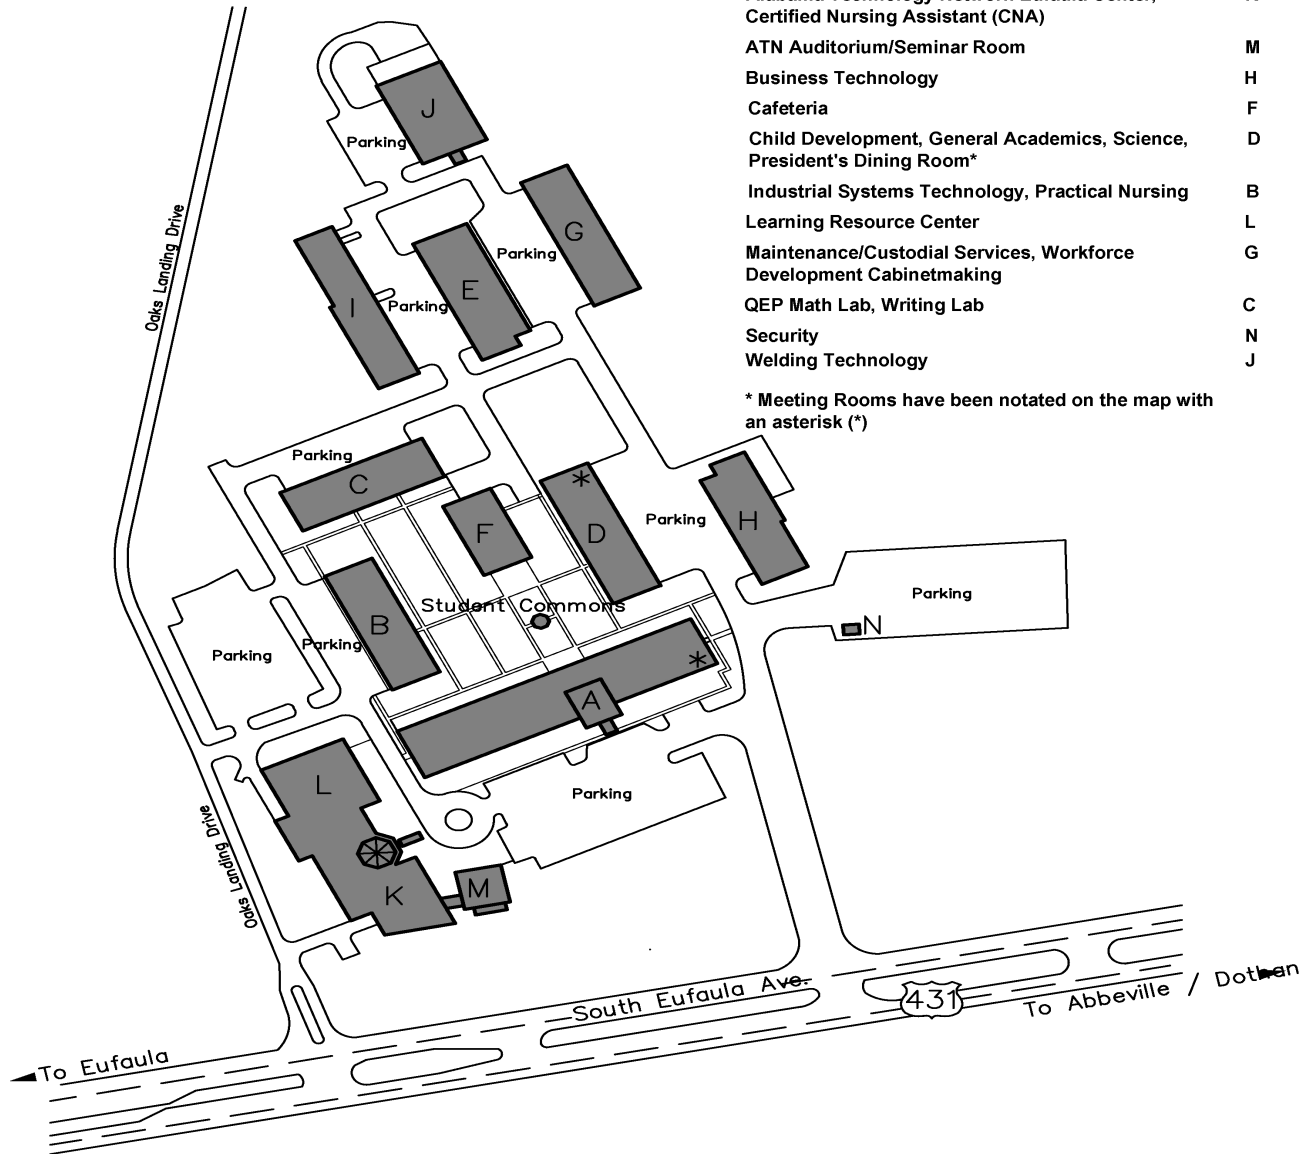 Certified Nursing Assistant (CNA)
ATN Auditorium/Seminar Room M
Business Technology H
Cafeteria F
Child Development, General Academics, Science, D
President's Dining Room*
Industrial Systems Technology, Practical Nursing B
Learning Resource Center L
Maintenance/Custodial Services, Workforce G
Development Cabinetmaking
QEP Math Lab, Writing Lab C
Security N
Welding Technology J
* Meeting Rooms have been notated on the map with
an asterisk (*)
J
Parking
G
Oaks Landing Drive
Parking
E
I
Parking
Parking
C
*
Parking
H
F
D
Parking
Student Commons
B
N
Parking
Parking
*
A
L
Parking
Oaks Landing Drive
K
M
South Eufaula Ave.
431
To Abbeville / Dothan
To Eufaula